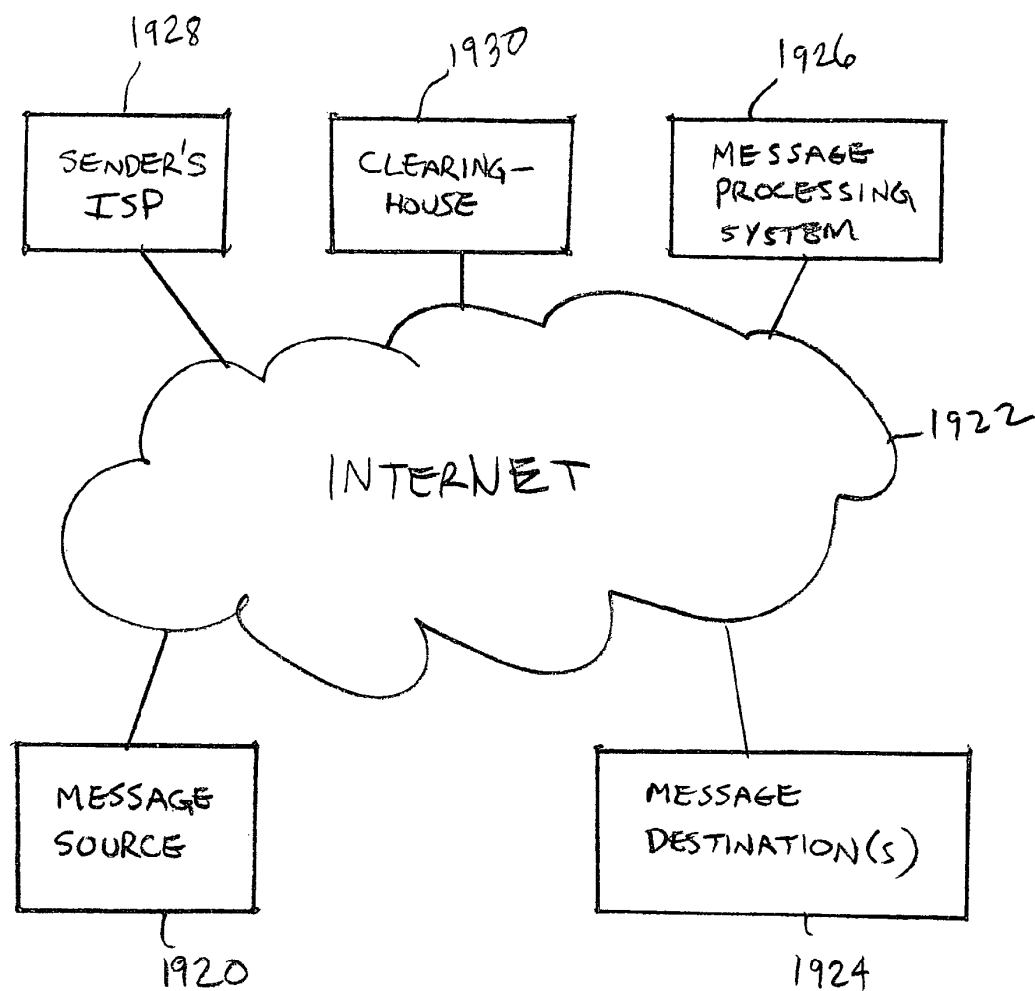 1928
1930
1926
SENDER'S
ISP
CLEARING-
HOUSE
MESSAGE
PROCESSING
SYSTEM
1922
INTERNET
MESSAGE
SOURCE
MESSAGE
DESTINATION(S)
1920
1924